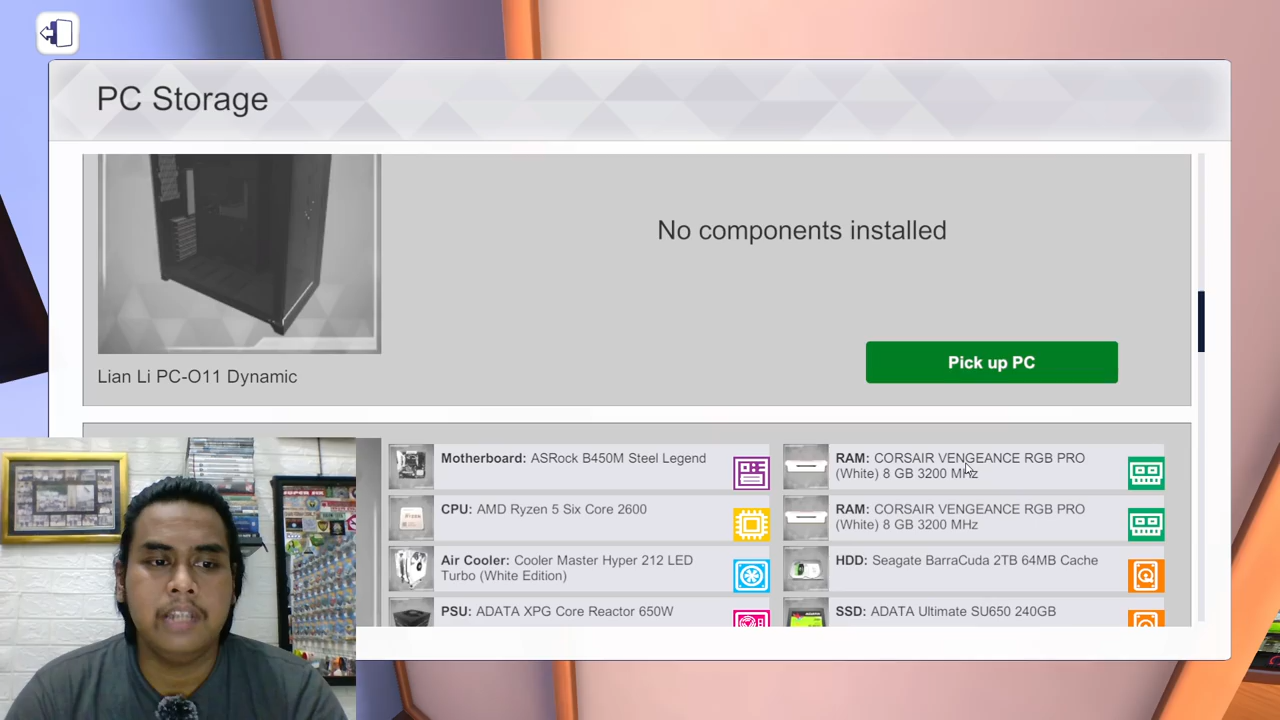 PC Storage
No components installed
Lian Li PC-O11 Dynamic
Pick up PC
Motherboard: ASRock B450M Steel Legend
RAM: CORSAIR VENGEANCE RGB PRO
(White) 8 GB 3200 MHz
CPU: AMD Ryzen 5 Six Core 2600
RAM: CORSAIR VENGEANCE RGB PRO
(White) 8 GB 3200 MHz
Air Cooler: Cooler Master Hyper 212 LED
Turbo (White Edition)
HDD: Seagate BarraCuda 2TB 64MB Cache
PSU: ADATA XPG Core Reactor 650W
SSD: ADATA Ultimate SU650 240GB
SUPER SIX